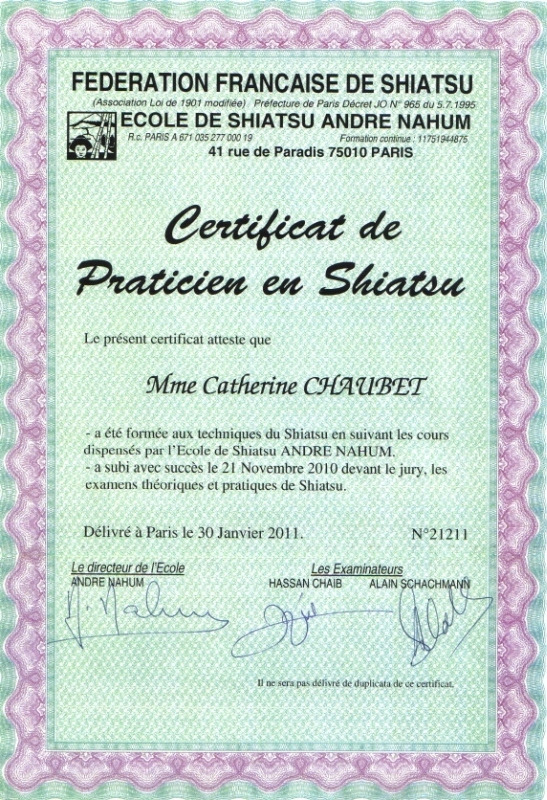 FEDERATION FRANCAISE DE SHIATSU
(Association Loi de 1901 modifiée) Préfecture de Paris Décret JO N° 965 du 5.7.1995
ECOLE DE SHIATSU ANDRE NAHUM
R.c. PARIS A 671 035 277 000 19 Formation continue : 11751944875
41 rue de Paradis 75010 PARIS
Certificat de
Praticien en Shiatsu
Le présent certificat atteste que
Mme Catherine CHAUBET
- a été formée aux techniques du Shiatsu en suivant les cours
dispensés par l'Ecole de Shiatsu ANDRE NAHUM.
- a subi avec succès le 21 Novembre 2010 devant le jury, les
examens théoriques et pratiques de Shiatsu.
Délivré à Paris le 30 Janvier 2011. N°21211
Le directeur de l'Ecole Les Examinateurs
ANDRE NAHUM HASSAN CHAIB ALAIN SCHACHMANN
Il ne sera pas délivré de duplicata de ce certificat.